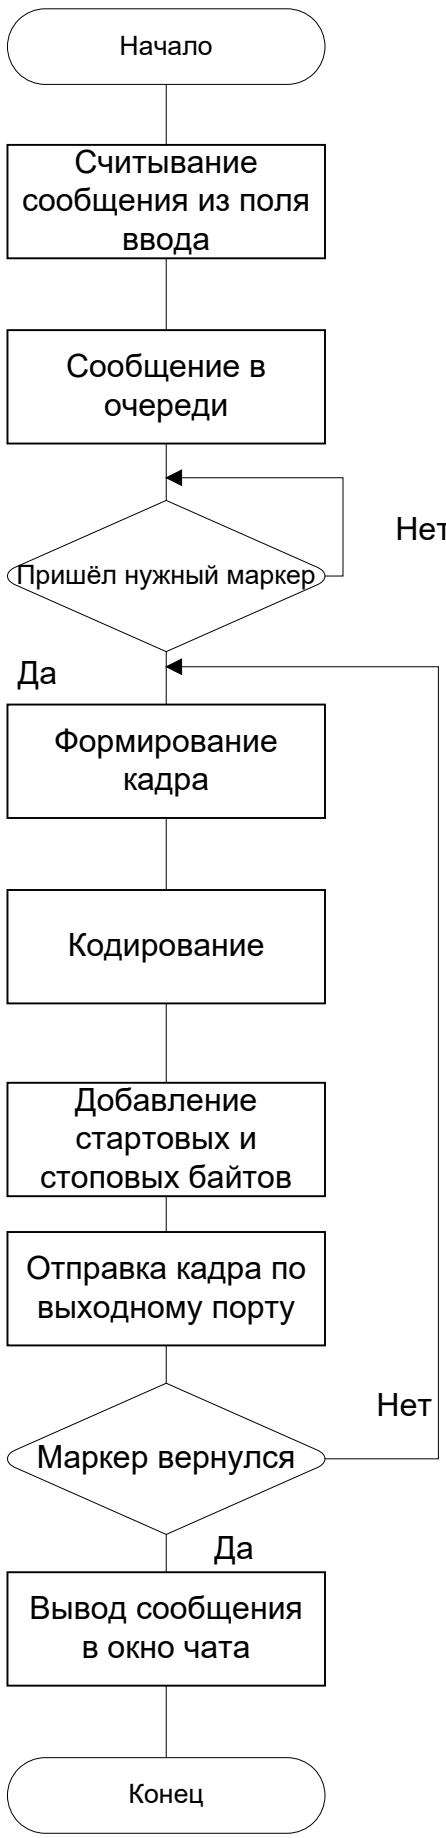 Начало
Считывание
сообщения из поля
ввода
Сообщение в
очереди
Нет
Пришёл нужный маркер
Да
Формирование
кадра
Кодирование
Добавление
стартовых и
стоповых байтов
Отправка кадра по
выходному порту
Нет
Маркер вернулся
Да
Вывод сообщения
в окно чата
Конец